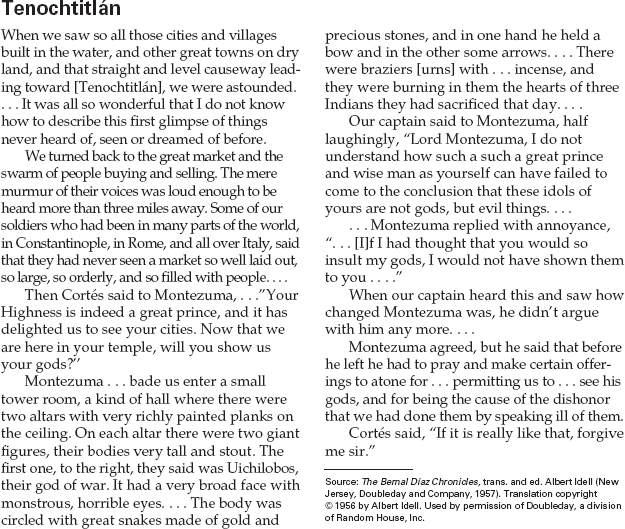 Tenochtitlán
When we saw so all those cities and villages
built in the water, and other great towns on dry
land, and that straight and level causeway lead-
ing toward [Tenochtitlán], we were astounded.
. . . It was all so wonderful that I do not know
how to describe this first glimpse of things
never heard of, seen or dreamed of before.
We turned back to the great market and the
swarm of people buying and selling. The mere
murmur of their voices was loud enough to be
heard more than three miles away. Some of our
soldiers who had been in many parts of the world,
in Constantinople, in Rome, and all over Italy, said
that they had never seen a market so well laid out,
so large, so orderly, and so filled with people. . . .
Then Cortés said to Montezuma, . . .”Your
Highness is indeed a great prince, and it has
delighted us to see your cities. Now that we
are here in your temple, will you show us
your gods?’’
Montezuma . . . bade us enter a small
tower room, a kind of hall where there were
two altars with very richly painted planks on
the ceiling. On each altar there were two giant
figures, their bodies very tall and stout. The
first one, to the right, they said was Uichilobos,
their god of war. It had a very broad face with
monstrous, horrible eyes. . . . The body was
circled with great snakes made of gold and
precious stones, and in one hand he held a
bow and in the other some arrows. . . . There
were braziers [urns] with . . . incense, and
they were burning in them the hearts of three
Indians they had sacrificed that day. . . .
Our captain said to Montezuma, half
laughingly, “Lord Montezuma, I do not
understand how such a such a great prince
and wise man as yourself can have failed to
come to the conclusion that these idols of
yours are not gods, but evil things. . . .
. . . Montezuma replied with annoyance,
“. . . [I]f I had thought that you would so
insult my gods, I would not have shown them
to you . . . .”
When our captain heard this and saw how
changed Montezuma was, he didn’t argue
with him any more. . . .
Montezuma agreed, but he said that before
he left he had to pray and make certain offer-
ings to atone for . . . permitting us to . . . see his
gods, and for being the cause of the dishonor
that we had done them by speaking ill of them.
Cortés said, “If it is really like that, forgive
me sir.”
Source: The Bernal Díaz Chronicles, trans. and ed. Albert Idell (New
Jersey, Doubleday and Company, 1957). Translation copyright
© 1956 by Albert Idell. Used by permission of Doubleday, a division
of Random House, Inc.